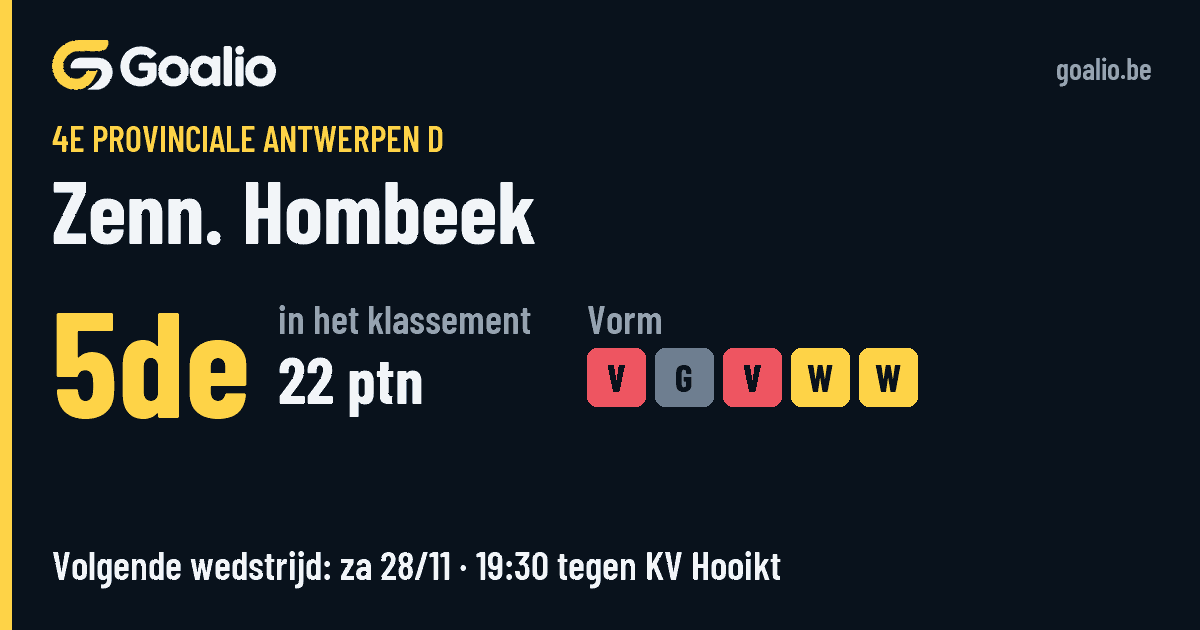 Goalio
goalio.be
4E PROVINCIALE ANTWERPEN D
Zenn. Hombeek
5de
in het klassement
22 ptn
Vorm
V G V W W
Volgende wedstrijd: za 28/11 · 19:30 tegen KV Hooikt